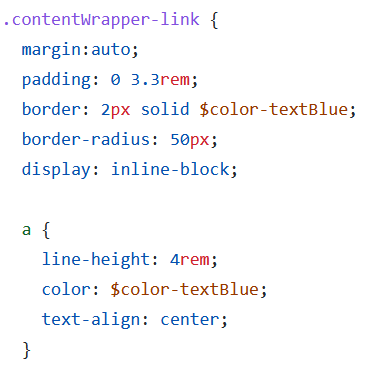 .contentWrapper-link {
  margin:auto;
  padding: 0 3.3rem;
  border: 2px solid $color-textBlue;
  border-radius: 50px;
  display: inline-block;

  a {
    line-height: 4rem;
    color: $color-textBlue;
    text-align: center;
  }